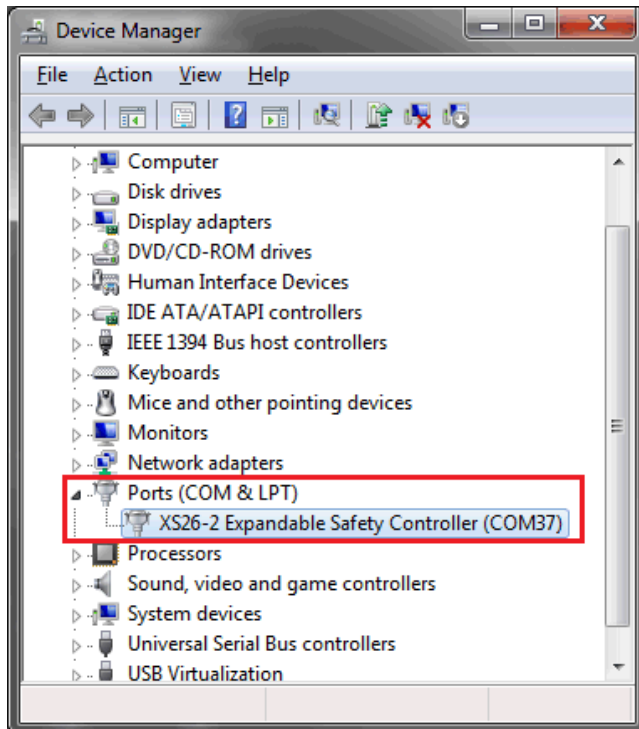 Device Manager
File Action View Help
Computer
Disk drives
Display adapters
DVD/CD-ROM drives
Human Interface Devices
IDE ATA/ATAPI controllers
IEEE 1394 Bus host controllers
Keyboards
Mice and other pointing devices
Monitors
Network adapters
Ports (COM & LPT)
XS26-2 Expandable Safety Controller (COM37)
Processors
Sound, video and game controllers
System devices
Universal Serial Bus controllers
USB Virtualization